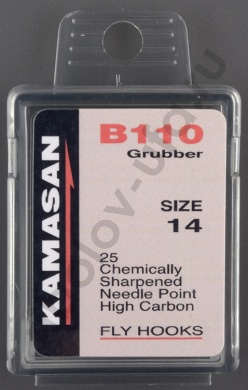 KAMASAN
B110
Grubber
SIZE
14
25
Chemically
Sharpened
Needle Point
High Carbon
FLY HOOKS